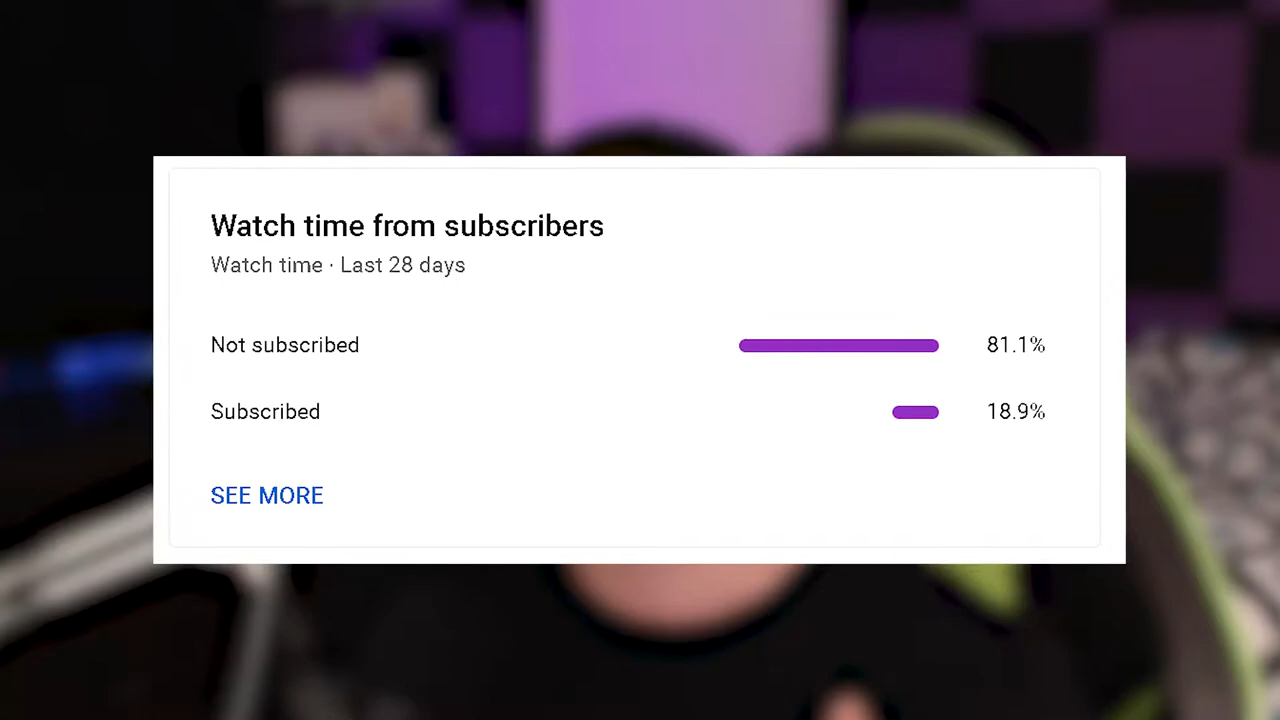 Watch time from subscribers
Watch time · Last 28 days
Not subscribed 81.1%
Subscribed 18.9%
SEE MORE